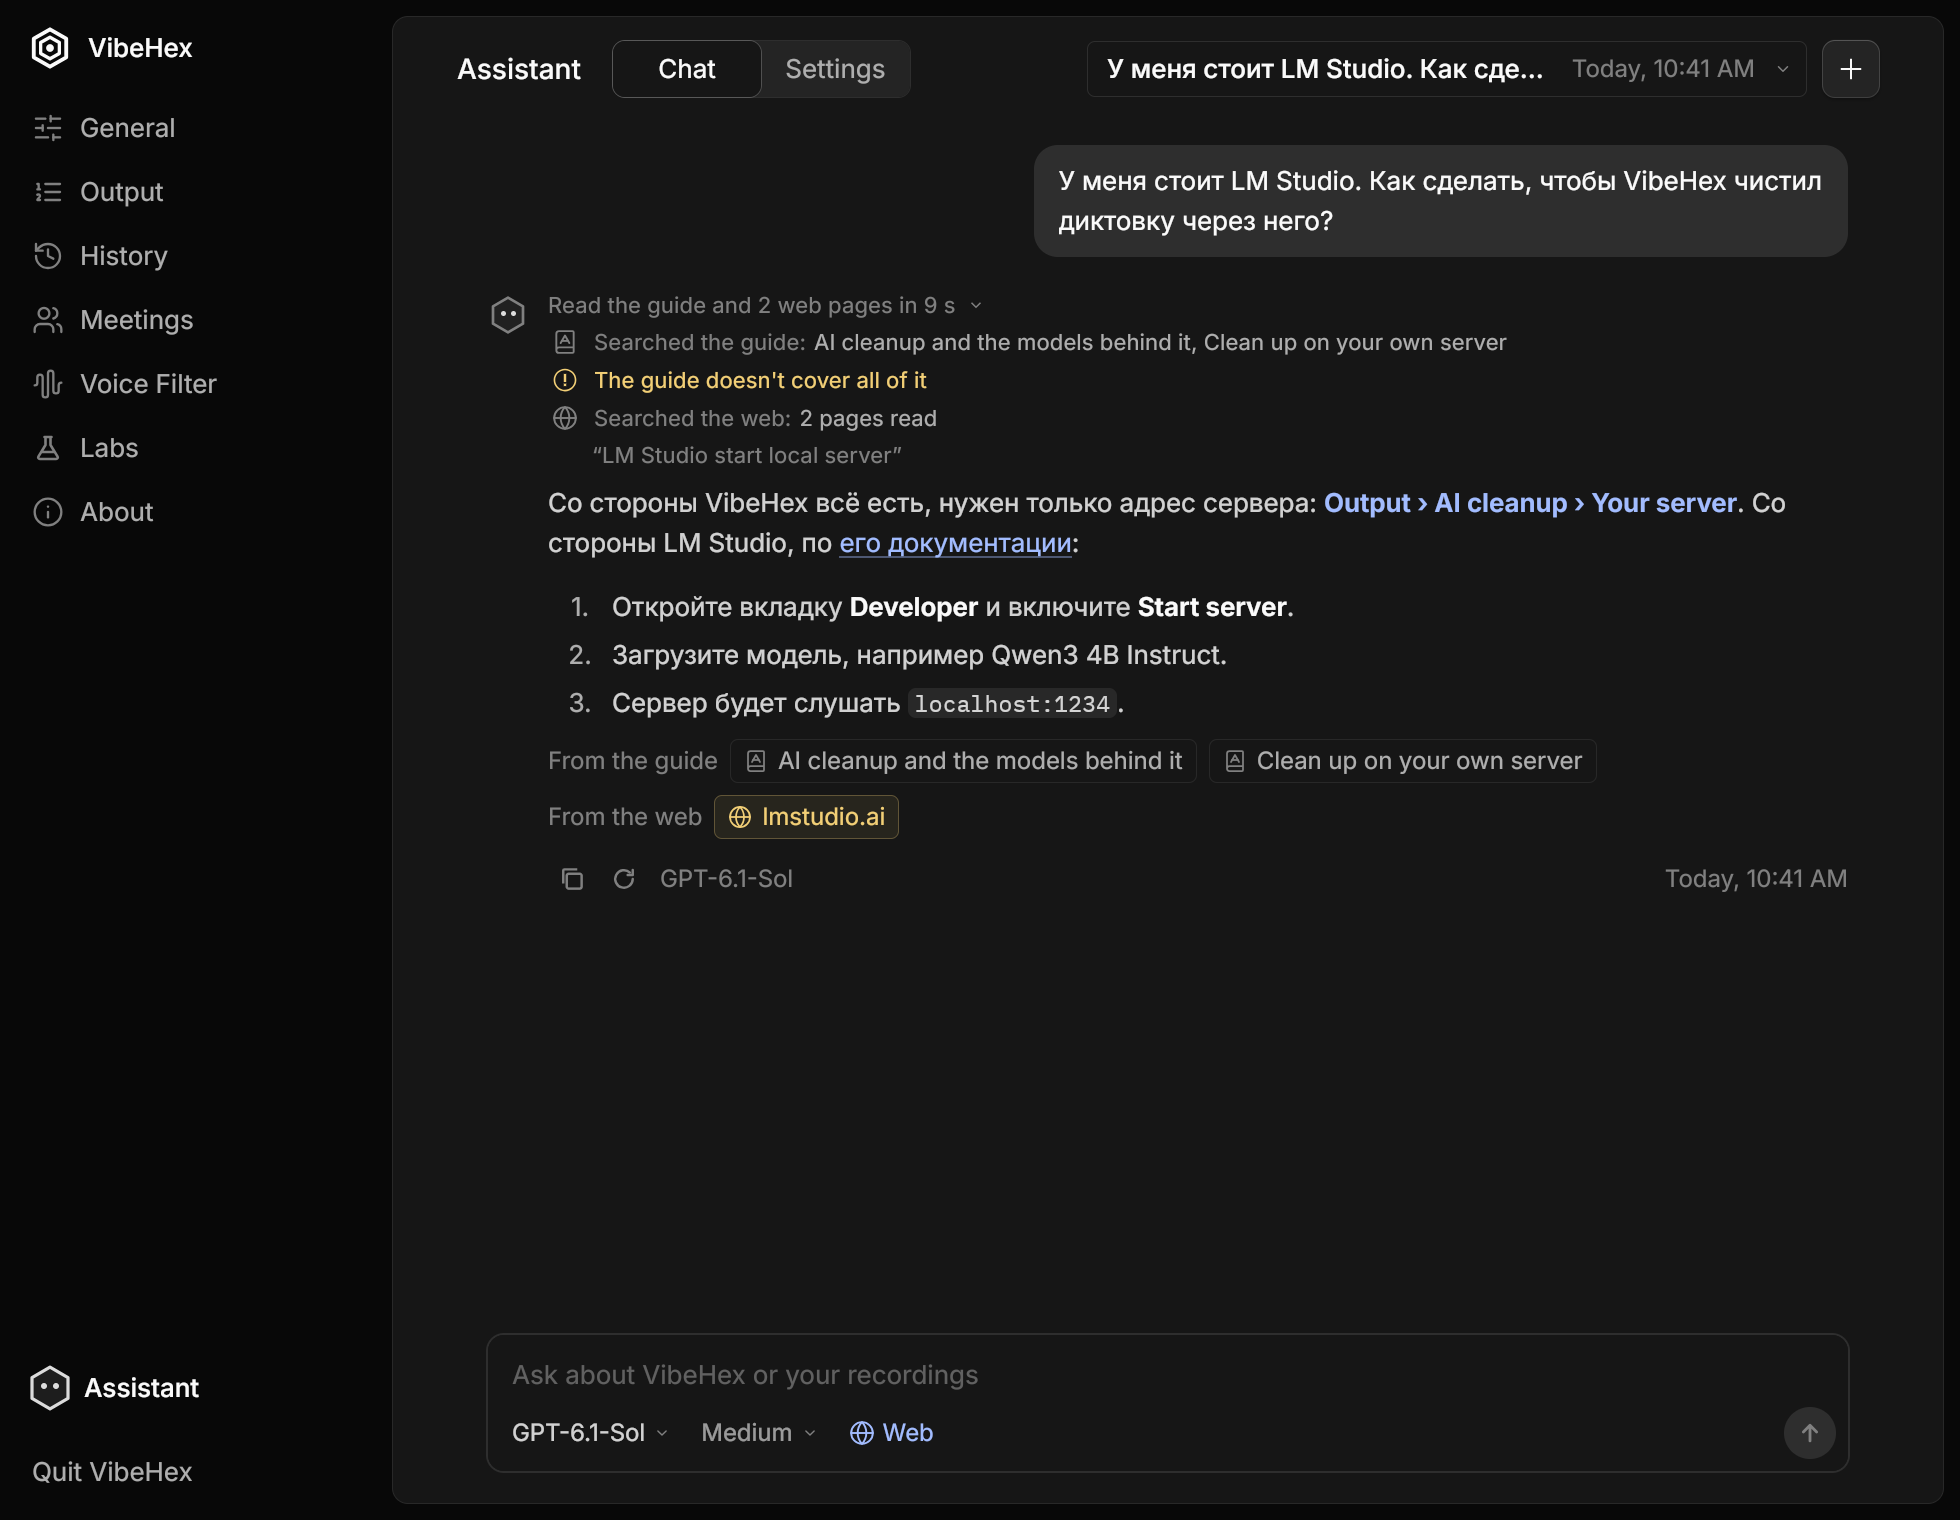 VibeHex
General
Output
History
Meetings
Voice Filter
Labs
About
Assistant
Quit VibeHex
Assistant
Chat
Settings
У меня стоит LM Studio. Как сде...
Today, 10:41 AM
У меня стоит LM Studio. Как сделать, чтобы VibeHex чистил
диктовку через него?
Read the guide and 2 web pages in 9 s
Searched the guide: AI cleanup and the models behind it, Clean up on your own server
The guide doesn't cover all of it
Searched the web: 2 pages read
“LM Studio start local server”
Со стороны VibeHex всё есть, нужен только адрес сервера: Output › AI cleanup › Your server. Со
стороны LM Studio, по его документации:
1. Откройте вкладку Developer и включите Start server.
2. Загрузите модель, например Qwen3 4B Instruct.
3. Сервер будет слушать localhost:1234.
From the guide AI cleanup and the models behind it Clean up on your own server
From the web lmstudio.ai
GPT-6.1-Sol
Today, 10:41 AM
Ask about VibeHex or your recordings
GPT-6.1-Sol Medium Web